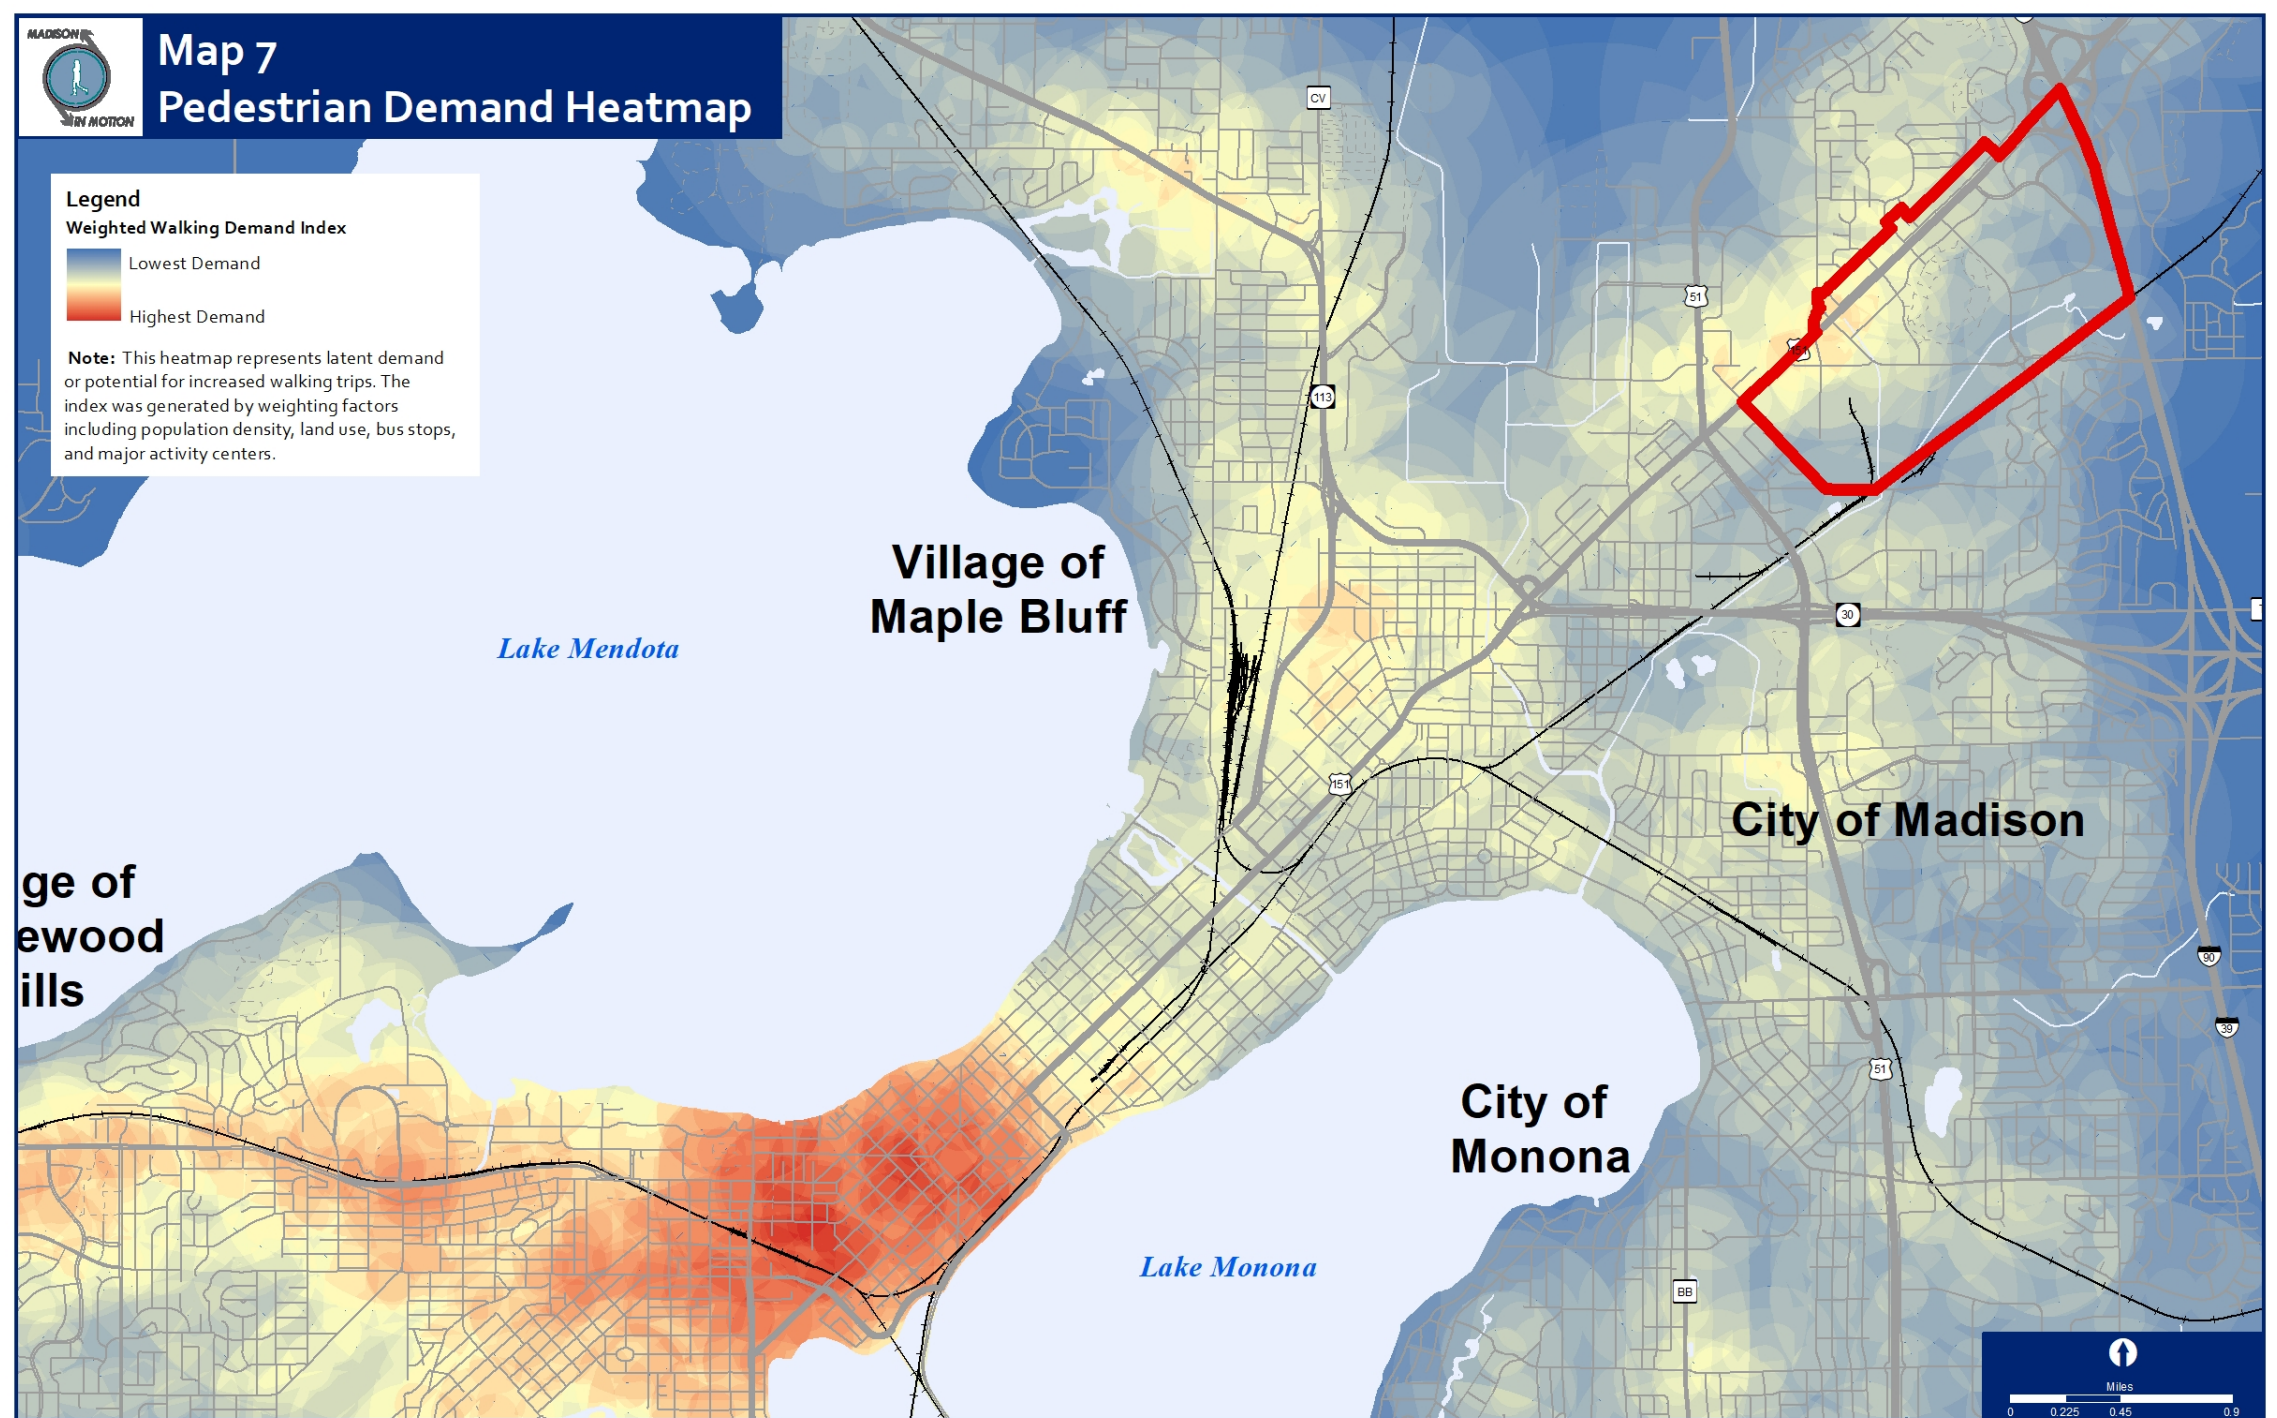 MADISON
IN MOTION
Map 7
Pedestrian Demand Heatmap
Legend
Weighted Walking Demand Index
Lowest Demand
Highest Demand
Note: This heatmap represents latent demand
or potential for increased walking trips. The
index was generated by weighting factors
including population density, land use, bus stops,
and major activity centers.
CV
51
151
113
Village of
Maple Bluff
Lake Mendota
30
151
City of Madison
ge of
ewood
ills
90
39
51
City of
Monona
Lake Monona
BB
Miles
0 0.225 0.45 0.9